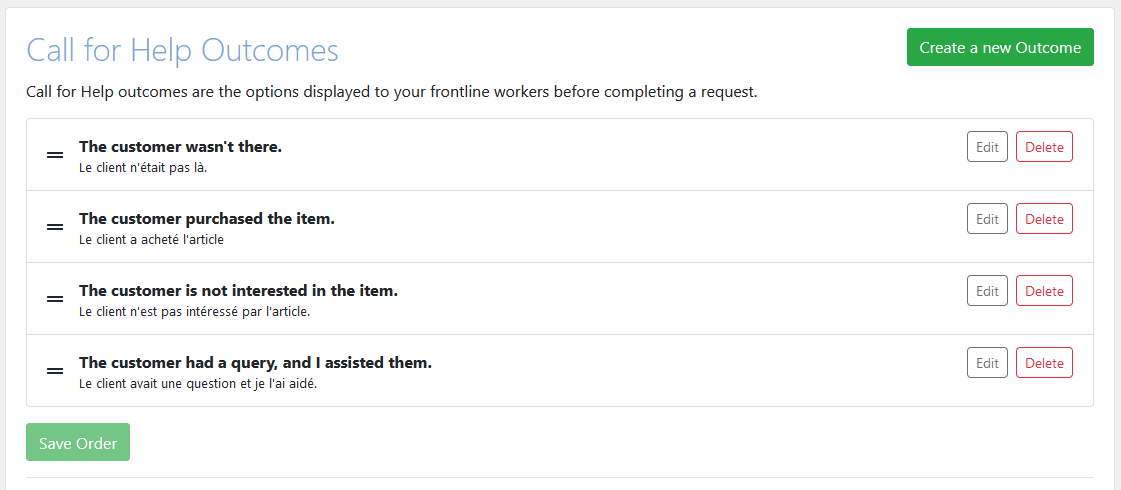 Call for Help Outcomes
Create a new Outcome
Call for Help outcomes are the options displayed to your frontline workers before completing a request.
The customer wasn't there.
Edit
Delete
Le client n'était pas là.
The customer purchased the item.
Edit
Delete
Le client a acheté l'article
The customer is not interested in the item.
Edit
Delete
Le client n'est pas intéressé par l'article.
The customer had a query, and I assisted them.
Edit
Delete
Le client avait une question et je l'ai aidé.
Save Order